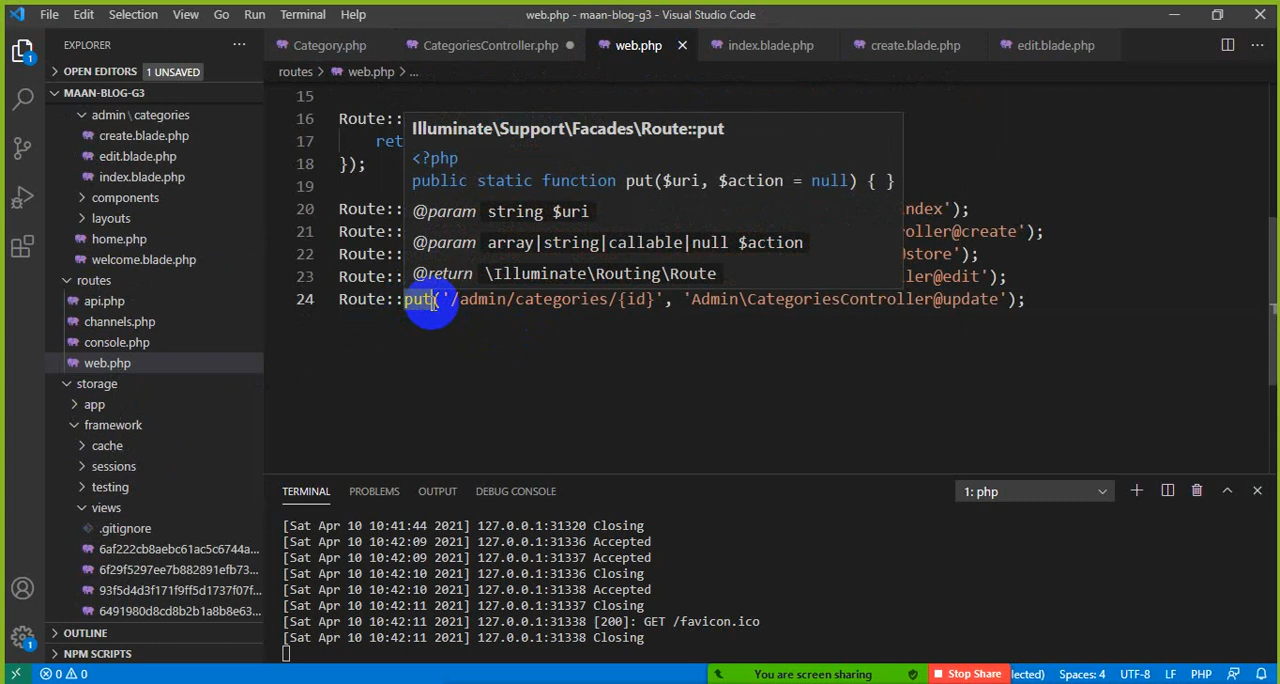 File Edit Selection View Go Run Terminal Help
web.php - maan-blog-g3 - Visual Studio Code
EXPLORER
Category.php
CategoriesController.php
web.php
index.blade.php
create.blade.php
edit.blade.php
OPEN EDITORS 1 UNSAVED
MAAN-BLOG-G3
admin \ categories
create.blade.php
edit.blade.php
index.blade.php
components
layouts
home.php
welcome.blade.php
routes
api.php
channels.php
console.php
web.php
storage
app
framework
cache
sessions
testing
views
.gitignore
6af222cb8aebc61ac5c6744a...
6f29f5297ee7b882891efb73...
93f5d4d3f171f9ff5d1737f07f...
6491980d8cd8b2b1a8b8e63...
OUTLINE
NPM SCRIPTS
routes > web.php > ...
15
16 Route::
17 ret
18 });
19
20 Route:: ndex');
21 Route:: roller@create');
22 Route:: @store');
23 Route:: ller@edit');
24 Route::put('/admin/categories/{id}', 'Admin\CategoriesController@update');
Illuminate\Support\Facades\Route::put
<?php
public static function put($uri, $action = null) { }
@param string $uri
@param array|string|callable|null $action
@return \Illuminate\Routing\Route
TERMINAL PROBLEMS OUTPUT DEBUG CONSOLE
1: php
[Sat Apr 10 10:41:44 2021] 127.0.0.1:31320 Closing
[Sat Apr 10 10:42:09 2021] 127.0.0.1:31336 Accepted
[Sat Apr 10 10:42:09 2021] 127.0.0.1:31337 Accepted
[Sat Apr 10 10:42:10 2021] 127.0.0.1:31336 Closing
[Sat Apr 10 10:42:10 2021] 127.0.0.1:31338 Accepted
[Sat Apr 10 10:42:11 2021] 127.0.0.1:31337 Closing
[Sat Apr 10 10:42:11 2021] 127.0.0.1:31338 [200]: GET /favicon.ico
[Sat Apr 10 10:42:11 2021] 127.0.0.1:31338 Closing
0 0
You are screen sharing
Stop Share
lected) Spaces: 4 UTF-8 LF PHP